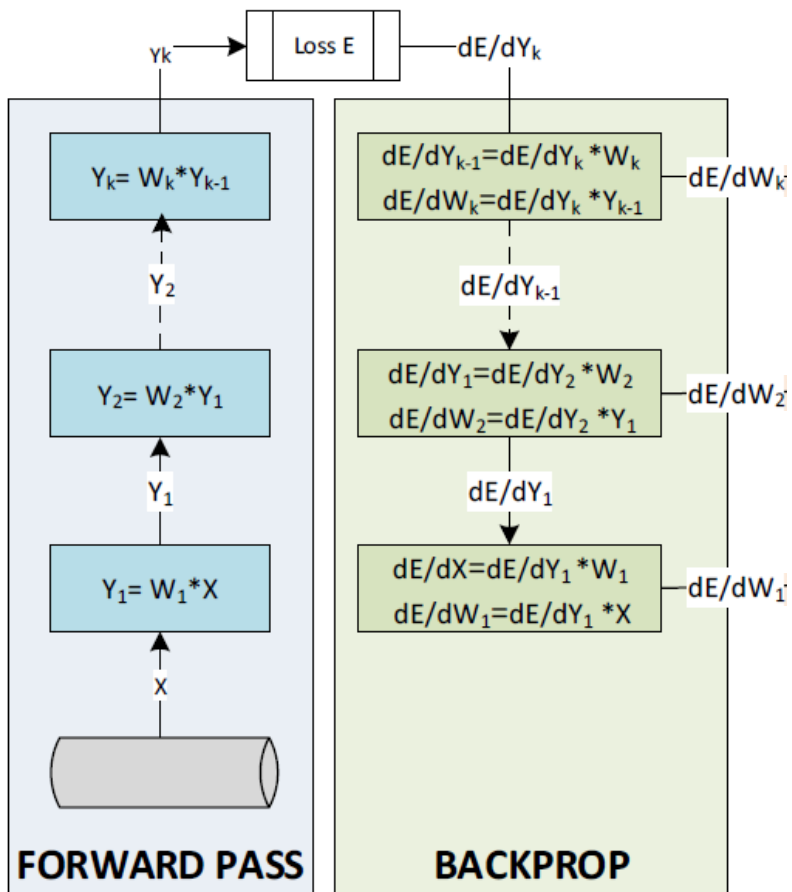 Yk
Loss E
dE/dYₖ
Yₖ= Wₖ*Yₖ₋₁
Y₂
Y₂= W₂*Y₁
Y₁
Y₁= W₁*X
X
FORWARD PASS
dE/dYₖ₋₁=dE/dYₖ *Wₖ
dE/dWₖ=dE/dYₖ *Yₖ₋₁
dE/dWₖ
dE/dYₖ₋₁
dE/dY₁=dE/dY₂ *W₂
dE/dW₂=dE/dY₂ *Y₁
dE/dW₂
dE/dY₁
dE/dX=dE/dY₁ *W₁
dE/dW₁=dE/dY₁ *X
dE/dW₁
BACKPROP